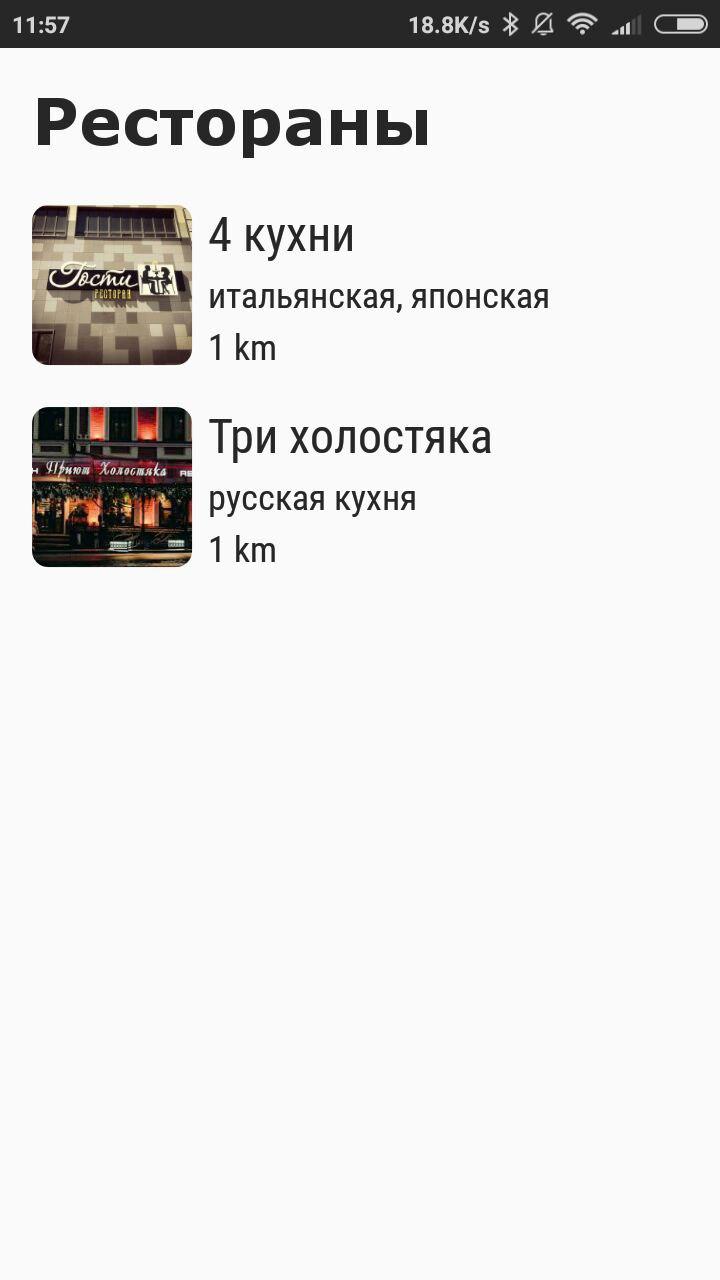 11:57 18.8K/s
Рестораны
4 кухни
Гости
РЕСТОРАН
итальянская, японская
1 km
Три холостяка
Приют Холостяка
русская кухня
1 km